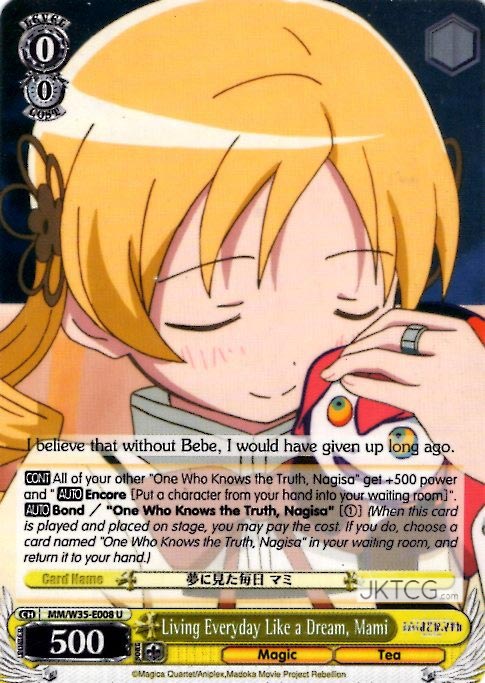 LEVEL
0
0
COST
I believe that without Bebe, I would have given up long ago.
CONT All of your other "One Who Knows the Truth, Nagisa" get +500 power
and " AUTO Encore [Put a character from your hand into your waiting room]".
AUTO Bond / "One Who Knows the Truth, Nagisa" [①] (When this card
is played and placed on stage, you may pay the cost. If you do, choose a
card named "One Who Knows the Truth, Nagisa" in your waiting room, and
return it to your hand.)
Card Name 夢に見た毎日 マミ
JKTCG.com
CH MM/W35-E008 U
POWER 500 SOUL Living Everyday Like a Dream, Mami
Magic Tea
©Magica Quartet/Aniplex,Madoka Movie Project Rebellion